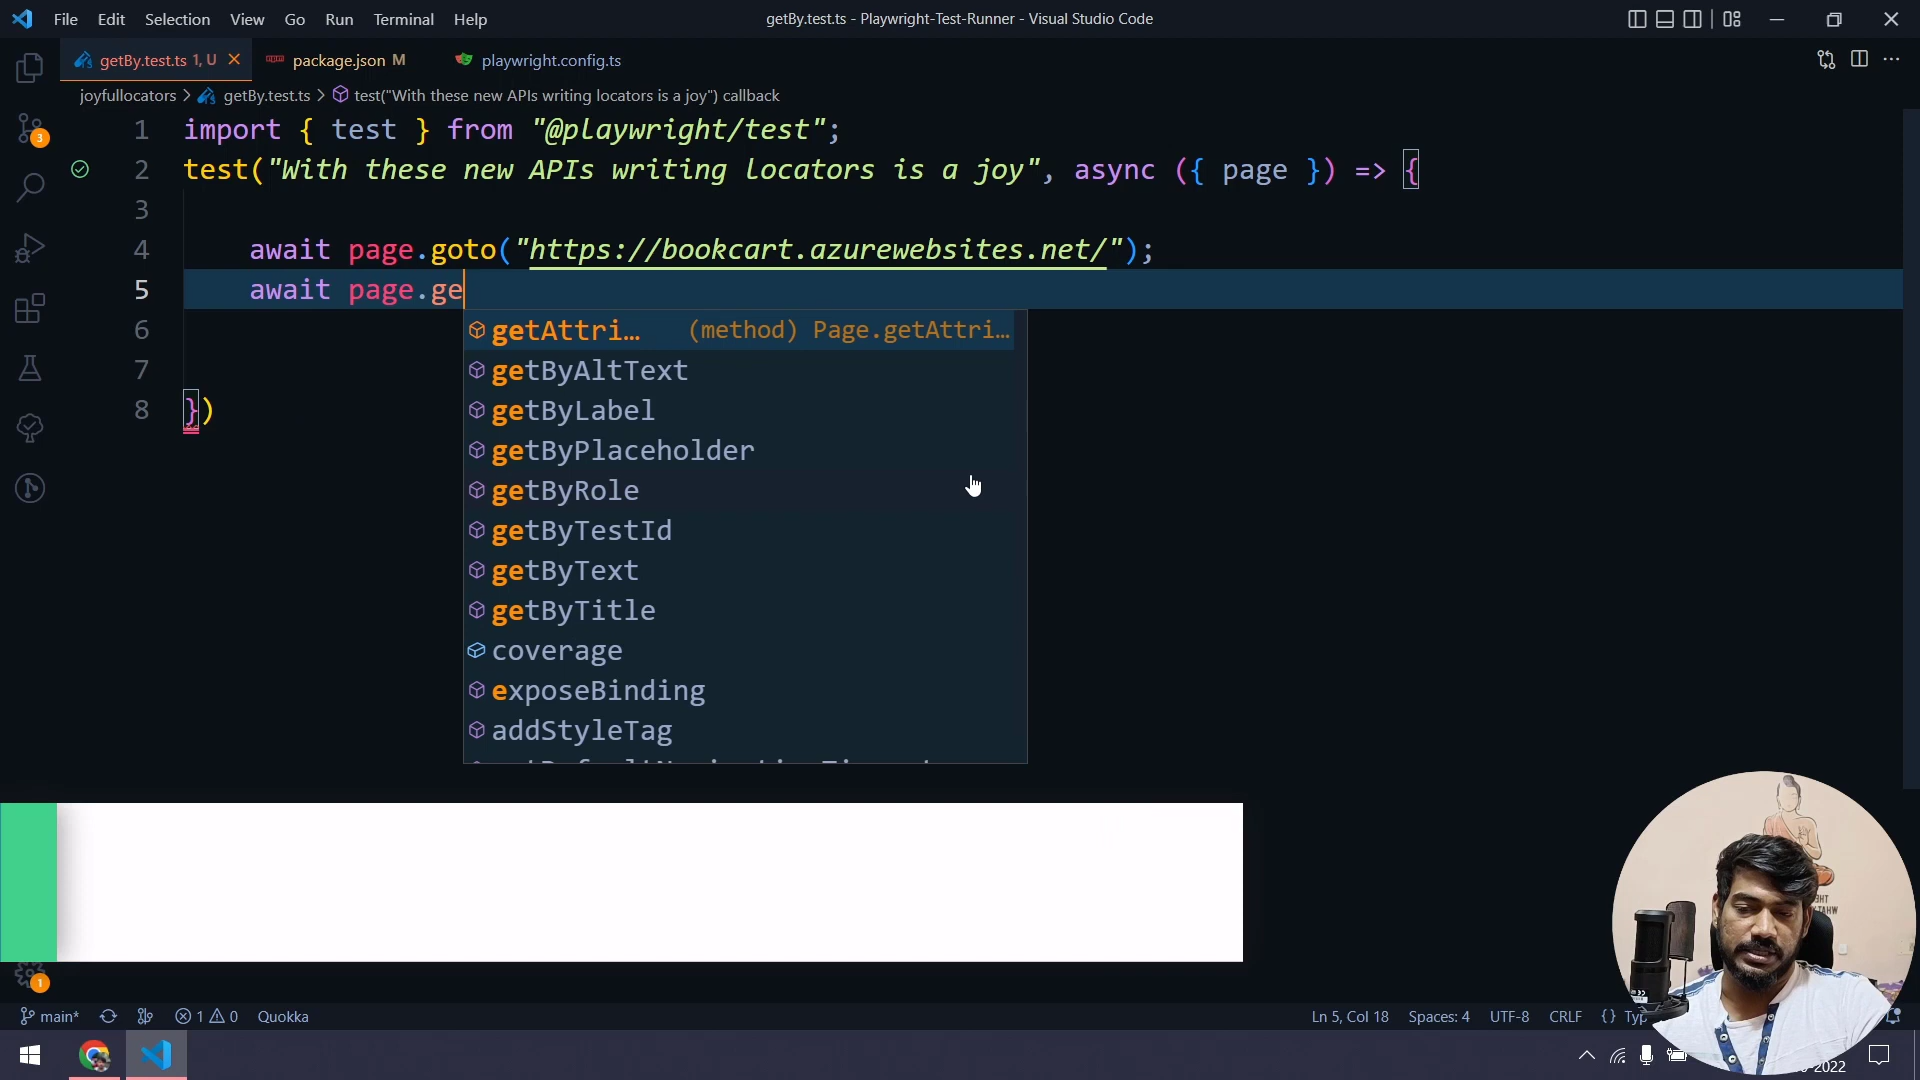 File Edit Selection View Go Run Terminal Help
getBy.test.ts - Playwright-Test-Runner - Visual Studio Code
getBy.test.ts 1, U
package.json M
playwright.config.ts
joyfullocators > getBy.test.ts > test("With these new APIs writing locators is a joy") callback
1 import { test } from "@playwright/test";
2 test("With these new APIs writing locators is a joy", async ({ page }) => {
3
4 await page.goto("https://bookcart.azurewebsites.net/");
5 await page.ge
6
7
8 })
getAttri… (method) Page.getAttri…
getByAltText
getByLabel
getByPlaceholder
getByRole
getByTestId
getByText
getByTitle
coverage
exposeBinding
addStyleTag
3
1
main* 1 0 Quokka
Ln 5, Col 18 Spaces: 4 UTF-8 CRLF {}
-2022